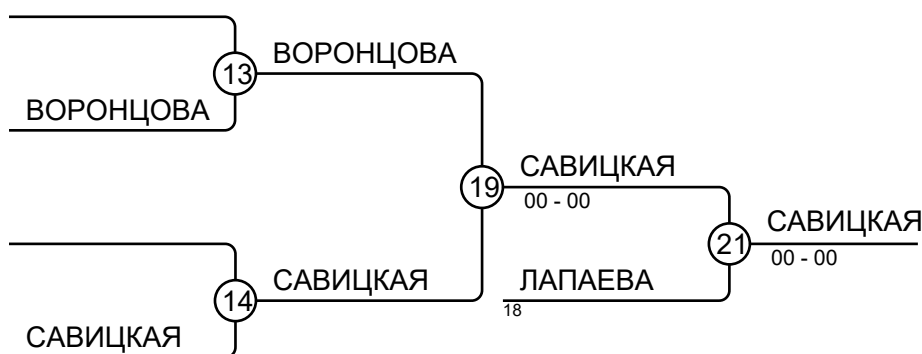 ВОРОНЦОВА
13
ВОРОНЦОВА
САВИЦКАЯ
19
00 - 00
САВИЦКАЯ
21
00 - 00
САВИЦКАЯ
14
ЛАПАЕВА
18
САВИЦКАЯ